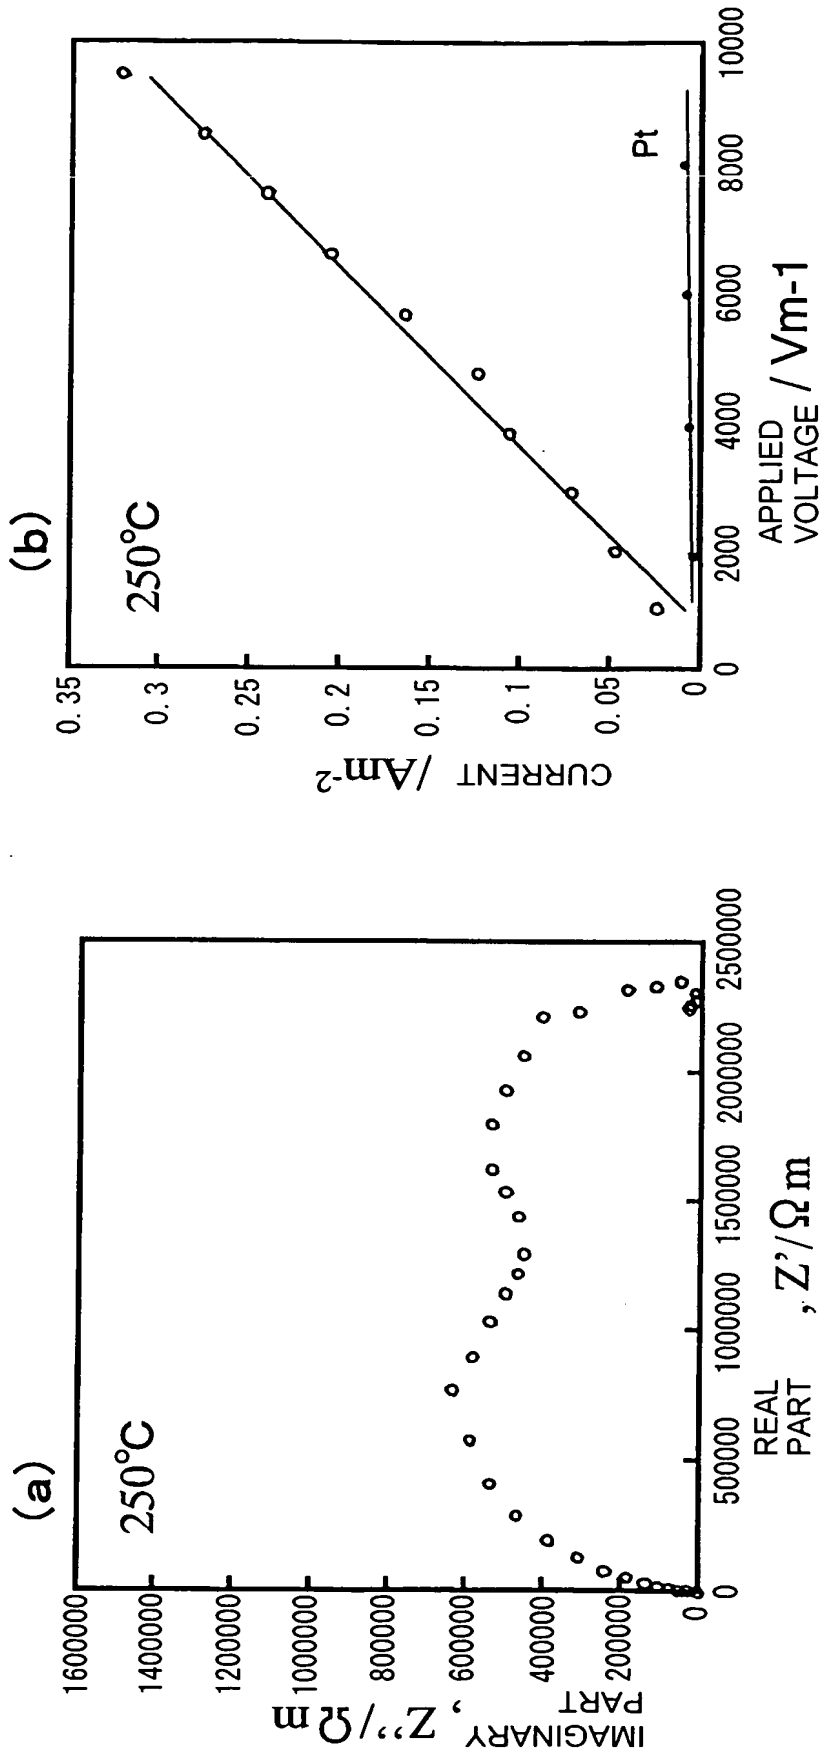 (a)
250°C
1600000
1400000
1200000
1000000
800000
600000
400000
200000
0
IMAGINARY
PART , Z''/Ω m
0
500000
1000000
1500000
2000000
2500000
REAL
PART , Z'/Ω m
(b)
250°C
0.35
0.3
0.25
0.2
0.15
0.1
0.05
0
CURRENT /Am-2
Pt
0
2000
4000
6000
8000
10000
APPLIED
VOLTAGE / Vm-1